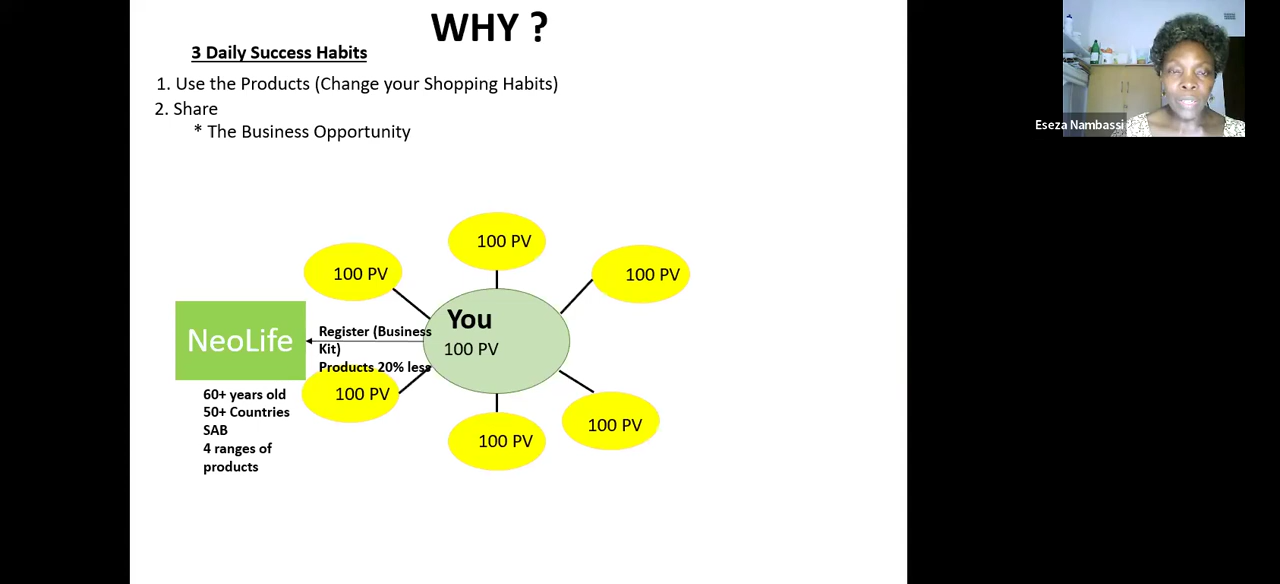 WHY ?
3 Daily Success Habits
1. Use the Products (Change your Shopping Habits)
2. Share
* The Business Opportunity
Eseza Nambassi
100 PV
100 PV
100 PV
NeoLife
Register (Business
Kit)
Products 20% less
You
100 PV
60+ years old
50+ Countries
SAB
4 ranges of
products
100 PV
100 PV
100 PV